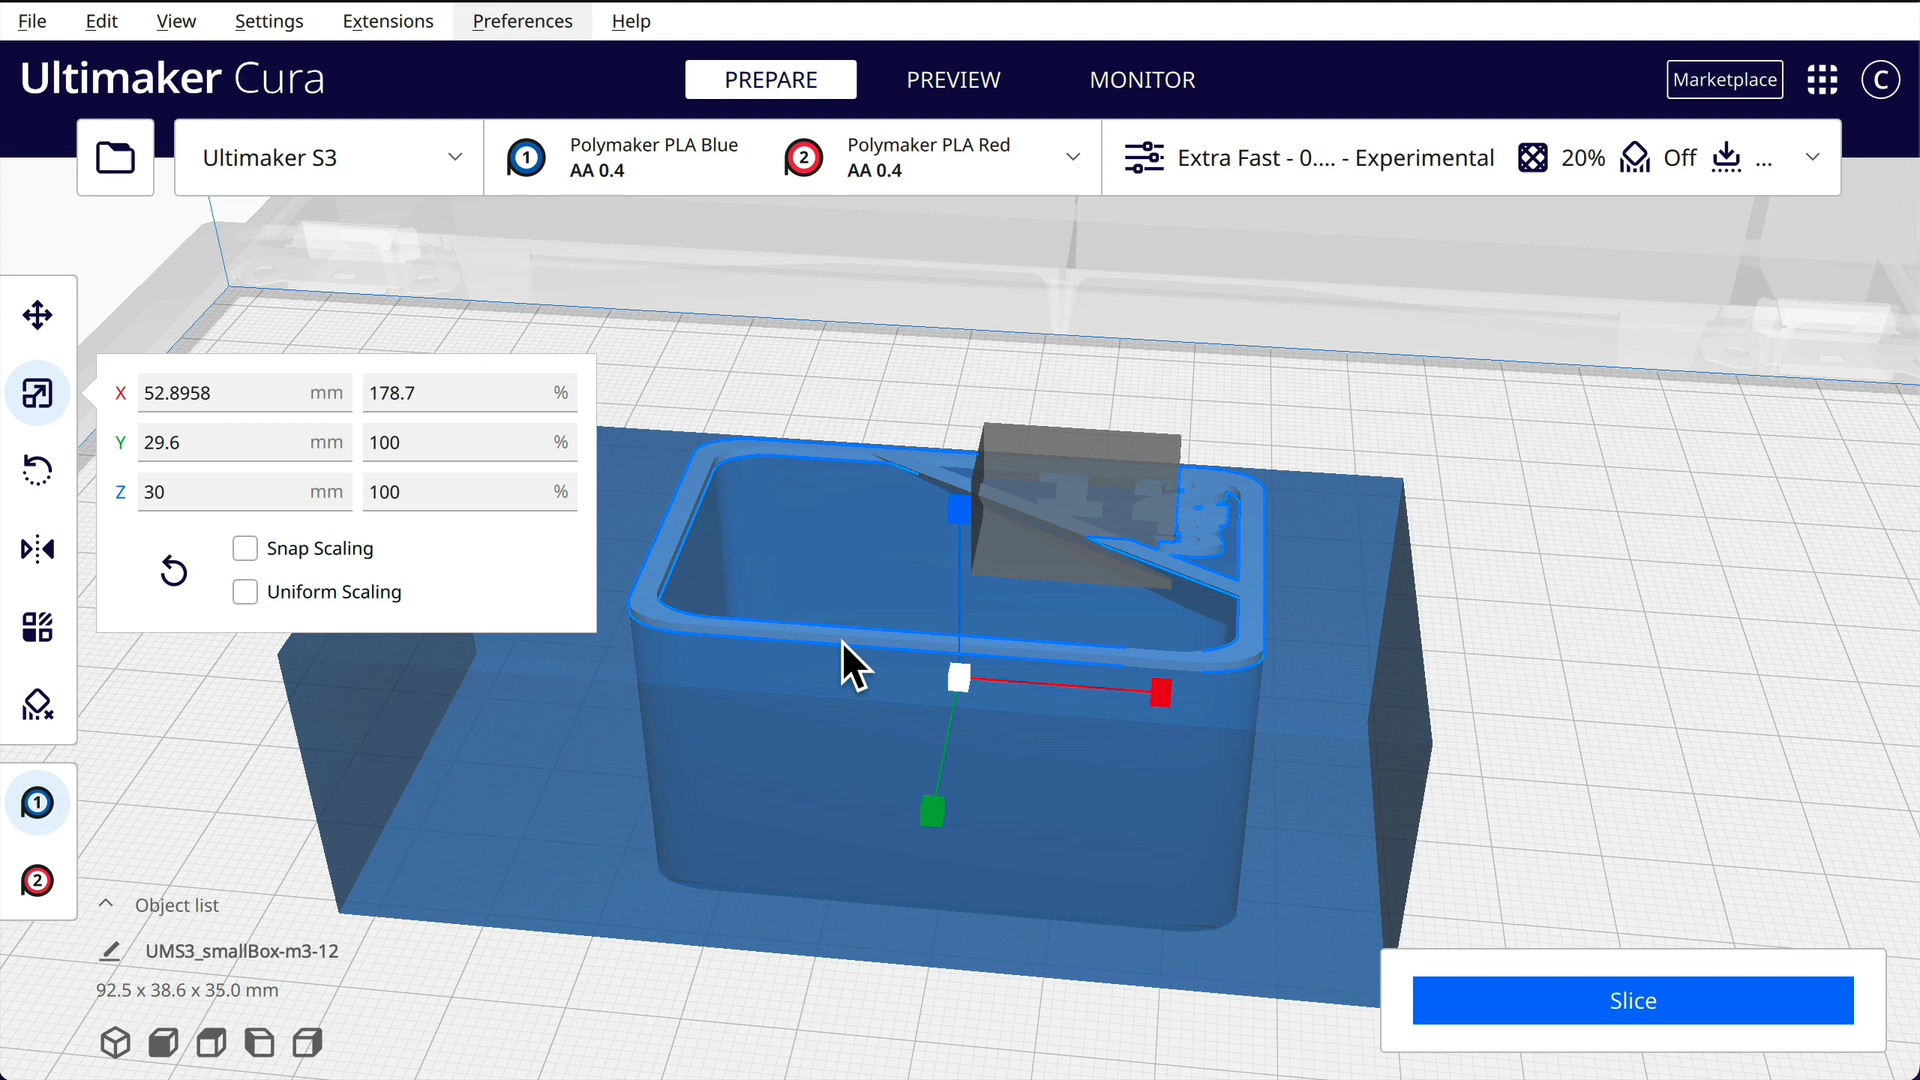 File Edit View Settings Extensions Preferences Help
Ultimaker Cura PREPARE PREVIEW MONITOR Marketplace C
Ultimaker S3
1 Polymaker PLA Blue
AA 0.4
2 Polymaker PLA Red
AA 0.4
Extra Fast - 0.... - Experimental 20% Off ...
X 52.8958 mm 178.7 %
Y 29.6 mm 100 %
Z 30 mm 100 %
Snap Scaling
Uniform Scaling
1
2
Object list
UMS3_smallBox-m3-12
92.5 x 38.6 x 35.0 mm
Slice